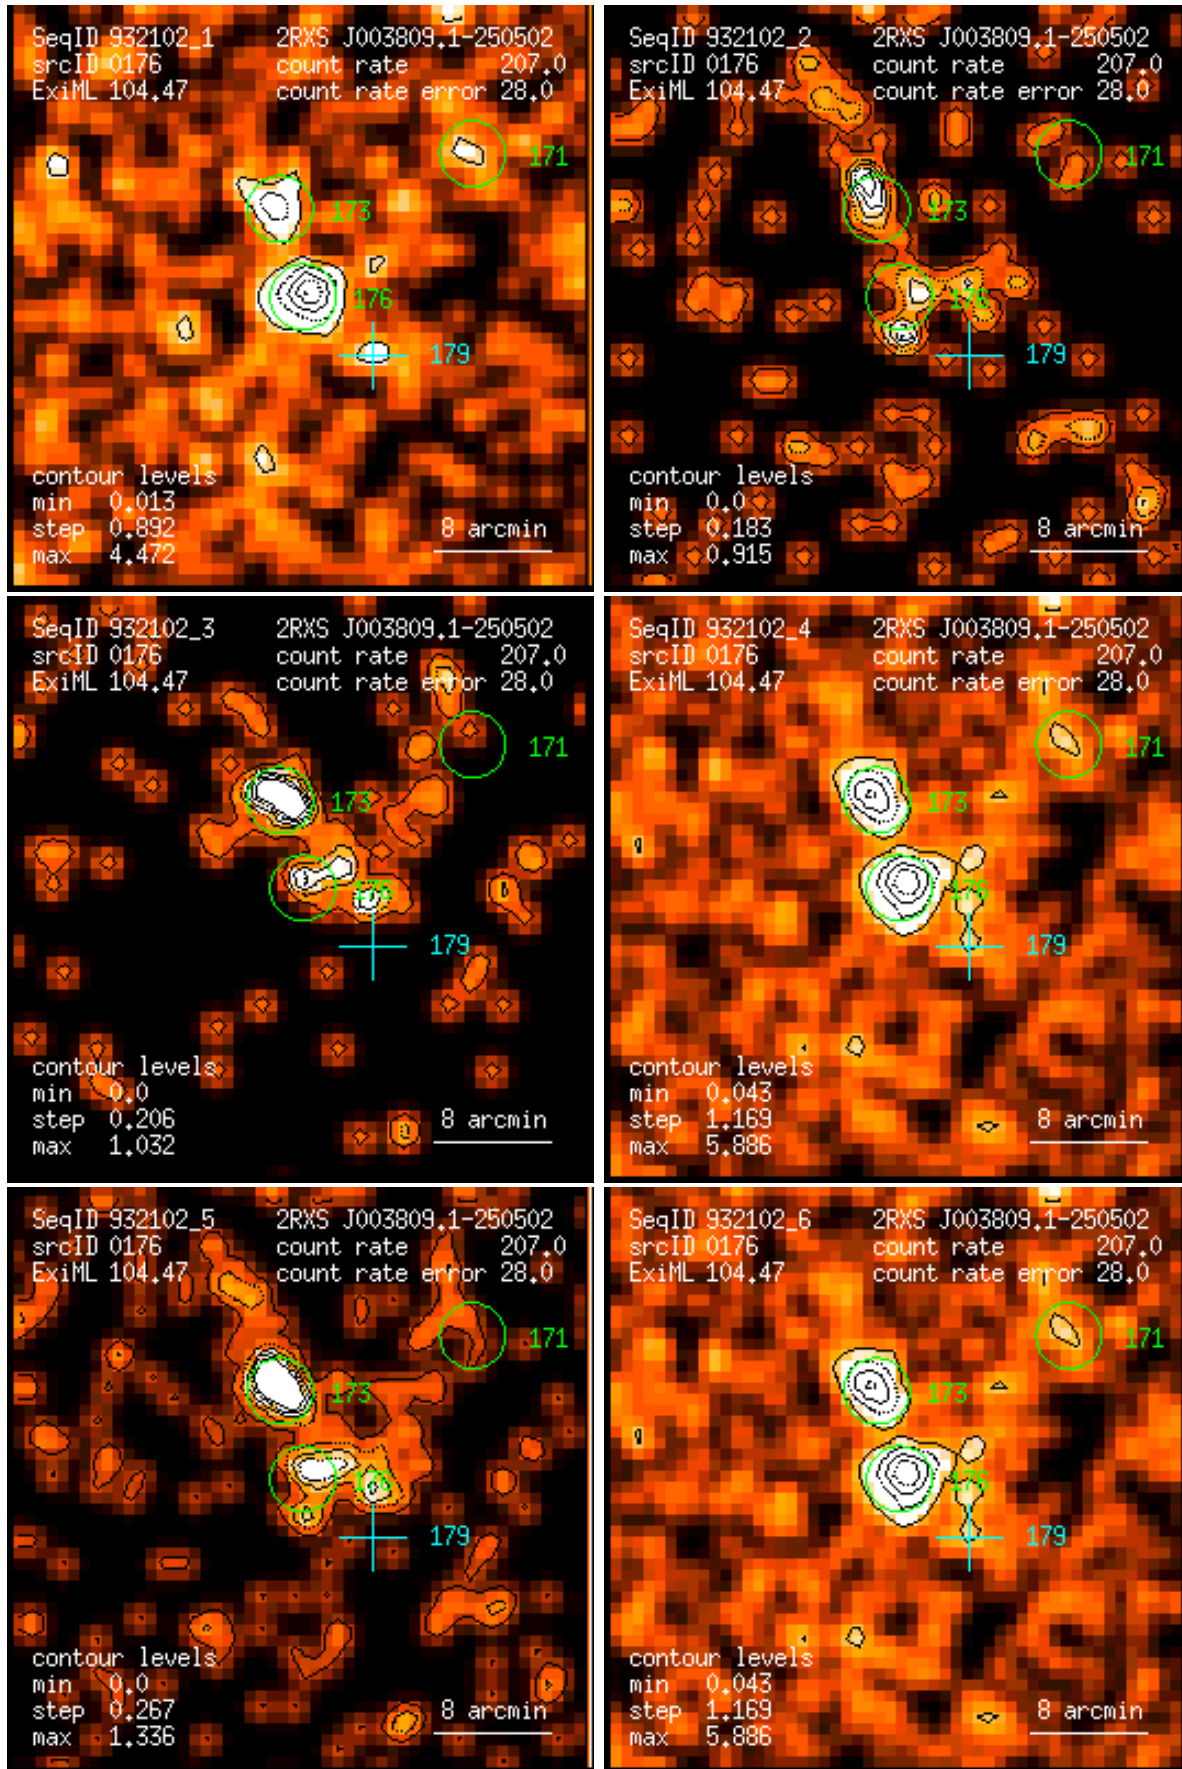 SeqID 932102_1 2RXS J003809.1-250502
srcID 0176 count rate 207.0
ExiML 104.47 count rate error 28.0
171
173
176
179
contour levels
min 0.013
step 0.892 8 arcmin
max 4.472
SeqID 932102_2 2RXS J003809.1-250502
srcID 0176 count rate 207.0
ExiML 104.47 count rate error 28.0
171
173
176
179
contour levels
min 0.0
step 0.183 8 arcmin
max 0.915
SeqID 932102_3 2RXS J003809.1-250502
srcID 0176 count rate 207.0
ExiML 104.47 count rate error 28.0
171
173
176
179
contour levels
min 0.0
step 0.206 8 arcmin
max 1.032
SeqID 932102_4 2RXS J003809.1-250502
srcID 0176 count rate 207.0
ExiML 104.47 count rate error 28.0
171
173
176
179
contour levels
min 0.043
step 1.169 8 arcmin
max 5.886
SeqID 932102_5 2RXS J003809.1-250502
srcID 0176 count rate 207.0
ExiML 104.47 count rate error 28.0
171
173
176
179
contour levels
min 0.0
step 0.267 8 arcmin
max 1.336
SeqID 932102_6 2RXS J003809.1-250502
srcID 0176 count rate 207.0
ExiML 104.47 count rate error 28.0
171
173
176
179
contour levels
min 0.043
step 1.169 8 arcmin
max 5.886